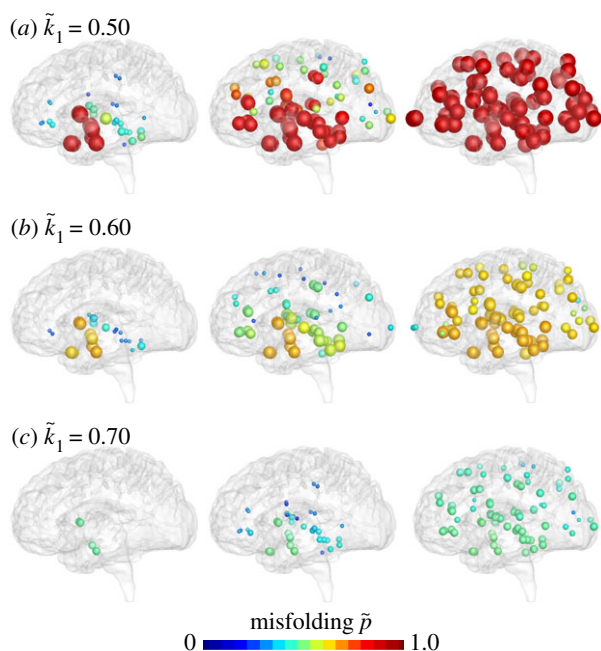 (a) k̃₁ = 0.50
(b) k̃₁ = 0.60
(c) k̃₁ = 0.70
misfolding p̃
0 1.0